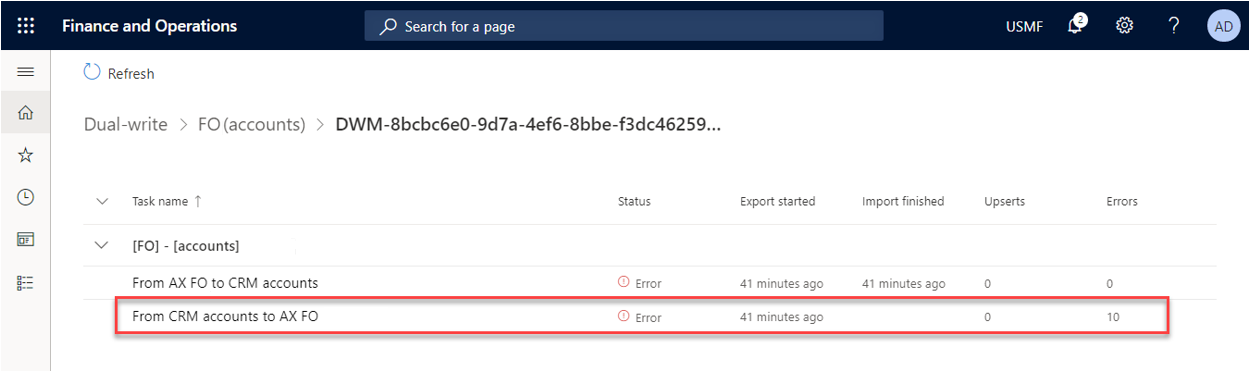 Finance and Operations
Search for a page
USMF
2
?
AD
Refresh
Dual-write > FO(accounts) > DWM-8bcbc6e0-9d7a-4ef6-8bbe-f3dc46259...
Task name ↑ Status Export started Import finished Upserts Errors
[FO] - [accounts]
From AX FO to CRM accounts Error 41 minutes ago 41 minutes ago 0 0
From CRM accounts to AX FO Error 41 minutes ago 0 10